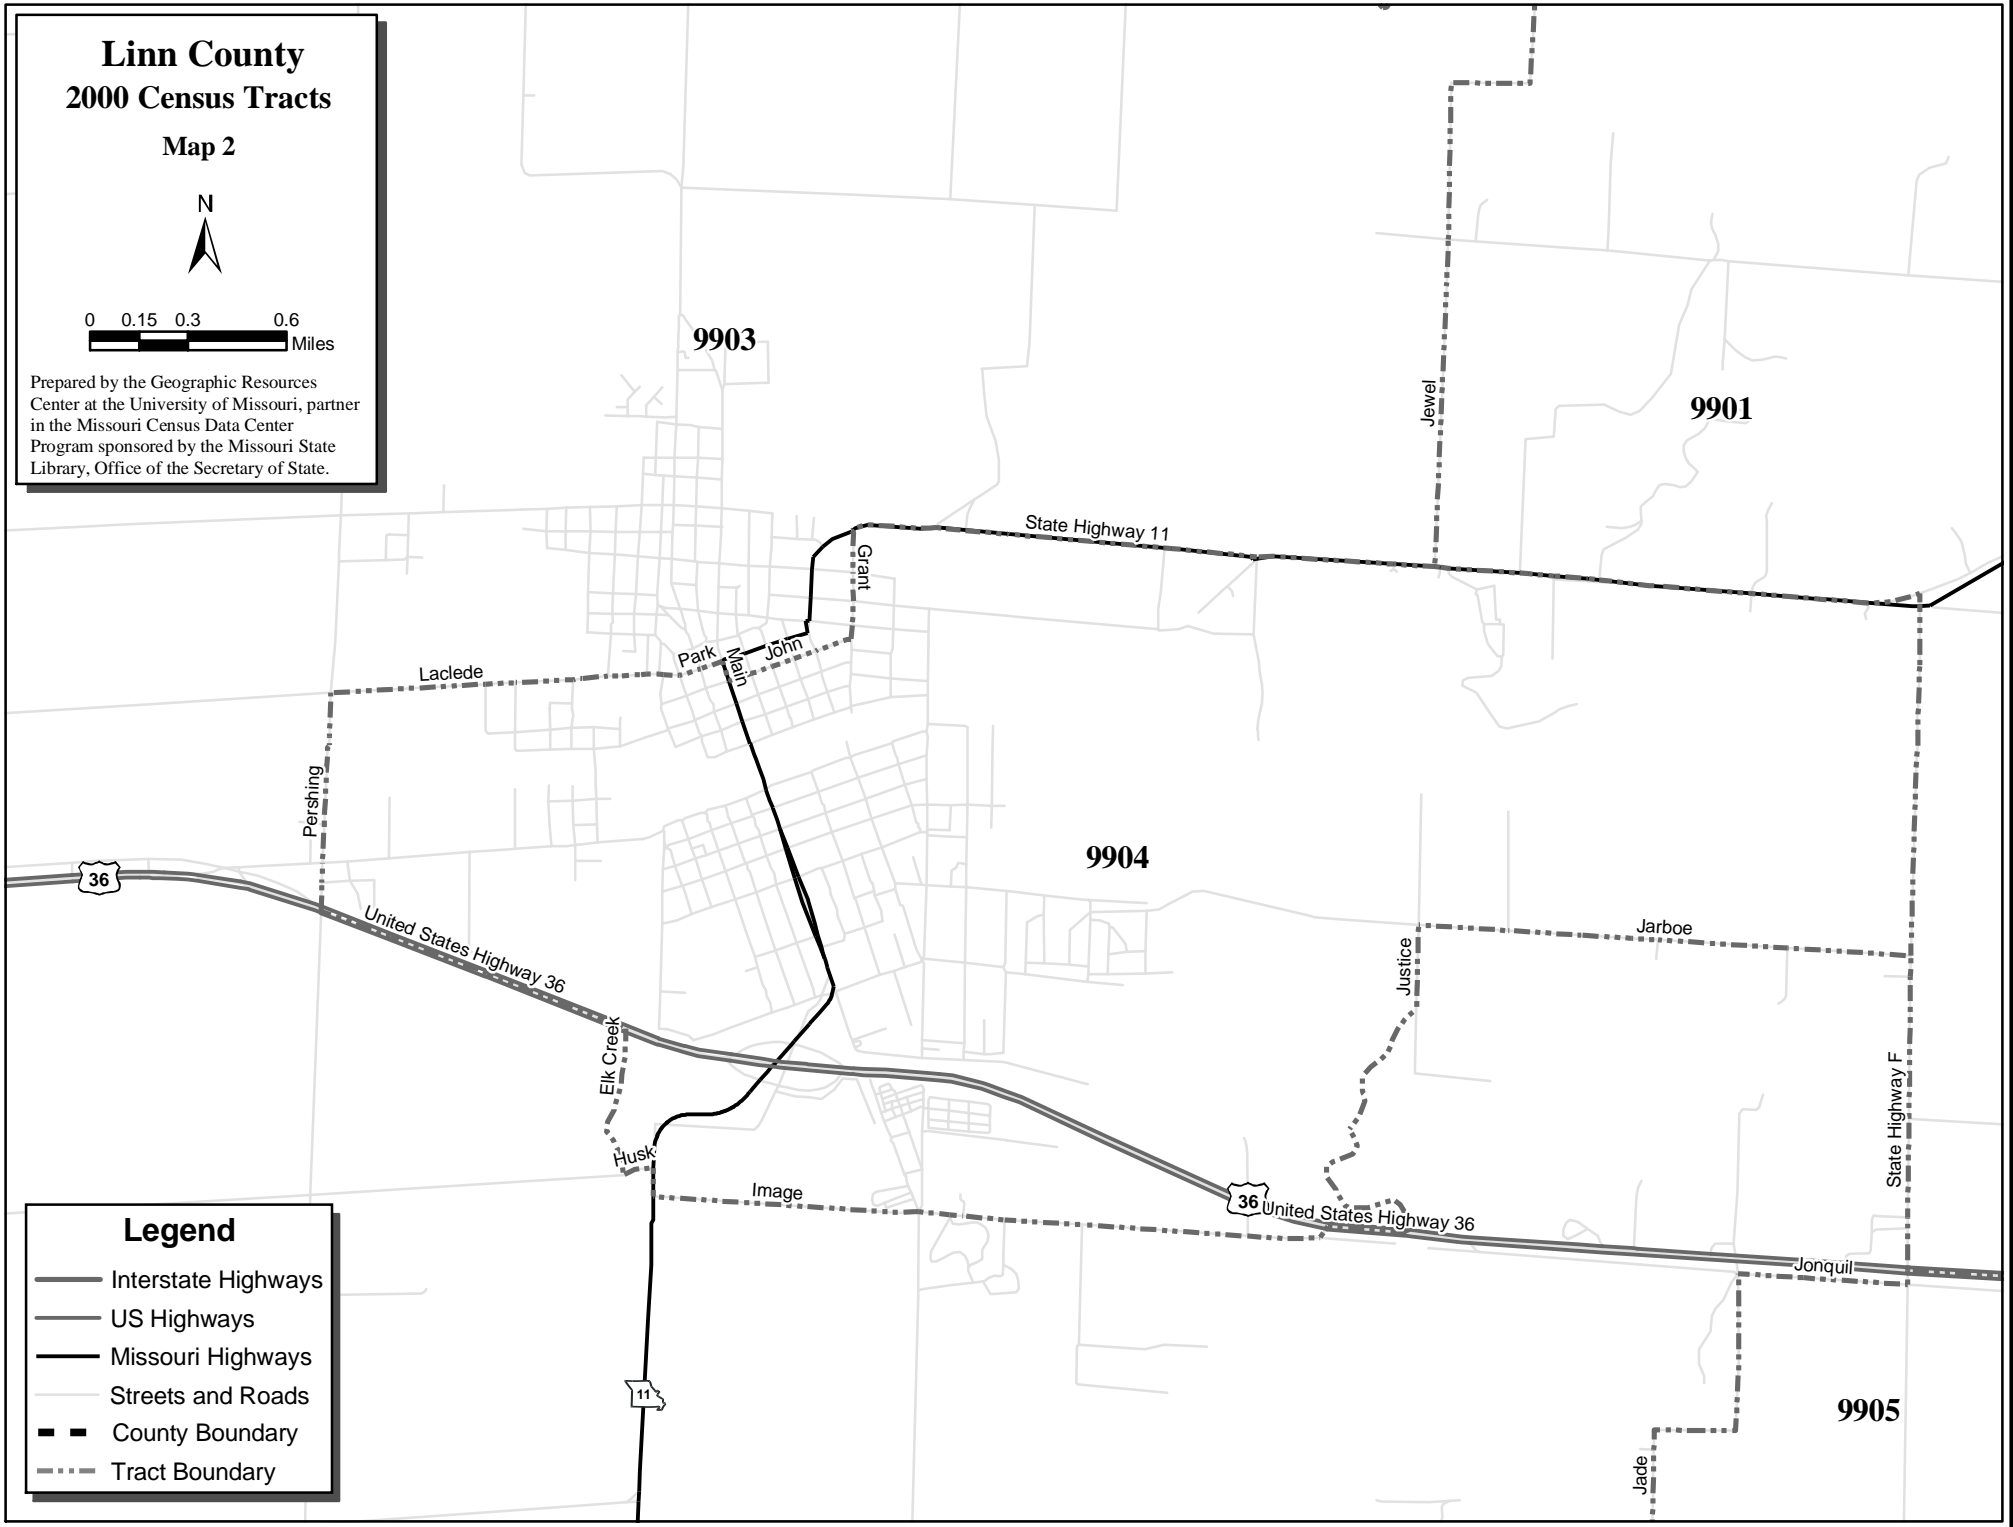 Linn County
2000 Census Tracts
Map 2
N
0 0.15 0.3 0.6
Miles
Prepared by the Geographic Resources
Center at the University of Missouri, partner
in the Missouri Census Data Center
Program sponsored by the Missouri State
Library, Office of the Secretary of State.
9903
Jewel
9901
State Highway 11
Grant
Park
Main
John
Laclede
Pershing
36
United States Highway 36
9904
Jarboe
Justice
Elk Creek
Husk
Image
State Highway F
36
United States Highway 36
Jonquil
11
9905
Jade
Legend
Interstate Highways
US Highways
Missouri Highways
Streets and Roads
County Boundary
Tract Boundary